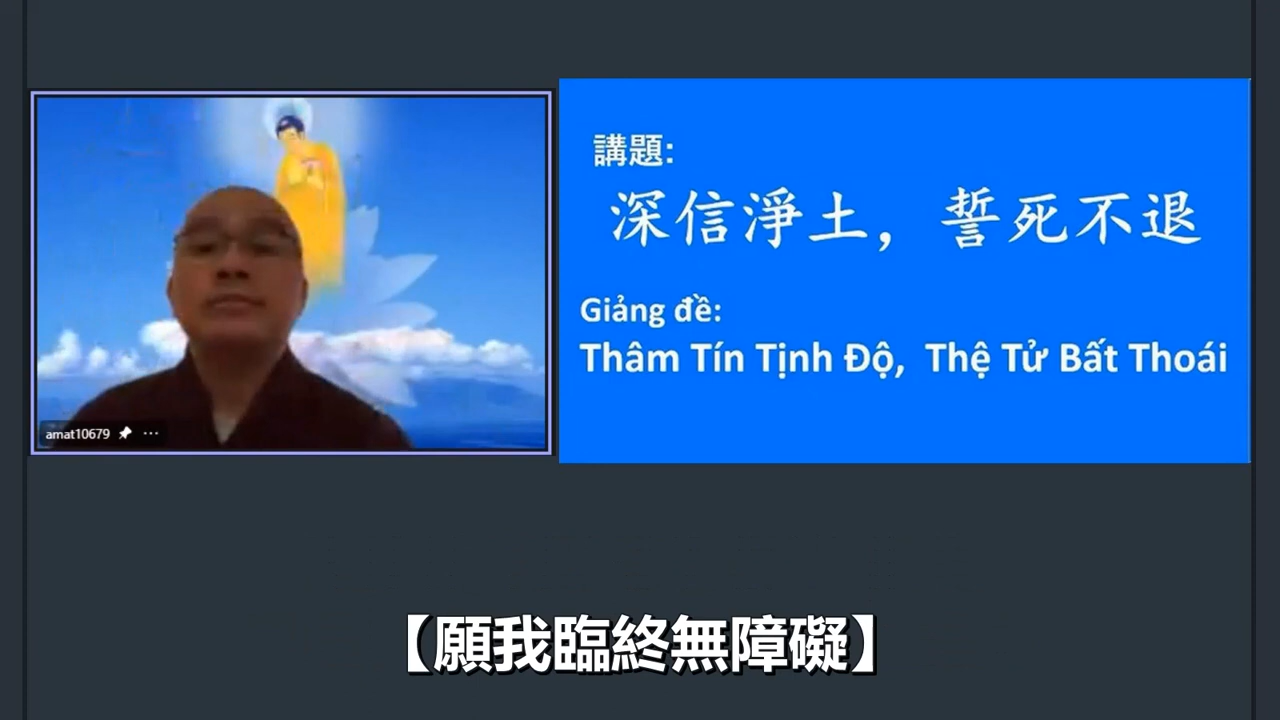 講題:
深信淨土，誓死不退
Giảng đề:
Thâm Tín Tịnh Độ, Thệ Tử Bất Thoái
amat10679
【願我臨終無障礙】